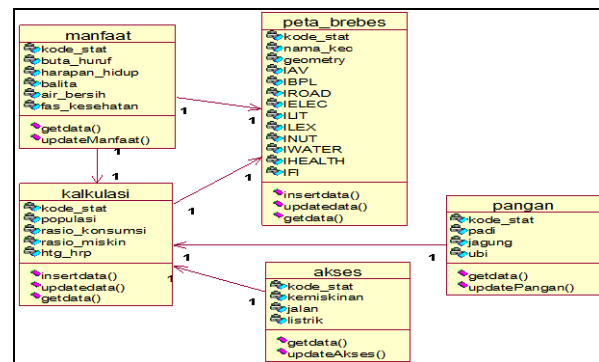 manfaat
kode_stat
buta_huruf
harapan_hidup
balita
air_bersih
fas_kesehatan
getdata()
updateManfaat()
peta_brebes
kode_stat
nama_kec
geometry
IAV
IBPL
IROAD
IELEC
ILIT
ILEX
INUT
IWATER
IHEALTH
IFI
insertdata()
updatedata()
getdata()
1
1
1
1
1
1
kalkulasi
kode_stat
populasi
rasio_konsumsi
rasio_miskin
htg_hrp
insertdata()
updatedata()
getdata()
pangan
kode_stat
padi
jagung
ubi
getdata()
updatePangan()
1
1
1
1
akses
kode_stat
kemiskinan
jalan
listrik
getdata()
updateAkses()